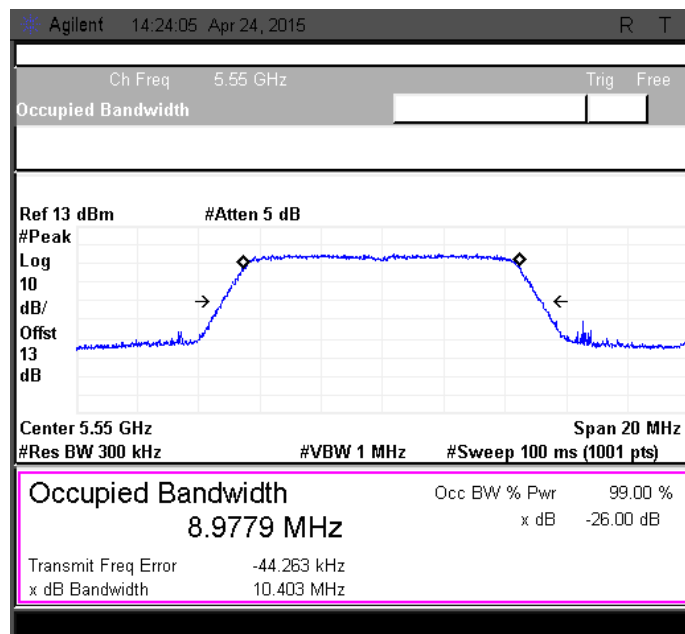 Agilent 14:24:05 Apr 24, 2015 R T
Ch Freq 5.55 GHz Trig Free
Occupied Bandwidth
Ref 13 dBm #Atten 5 dB
#Peak
Log
10
dB/
Offst
13
dB
Center 5.55 GHz Span 20 MHz
#Res BW 300 kHz #VBW 1 MHz #Sweep 100 ms (1001 pts)
Occupied Bandwidth Occ BW % Pwr 99.00 %
8.9779 MHz x dB -26.00 dB
Transmit Freq Error -44.263 kHz
x dB Bandwidth 10.403 MHz